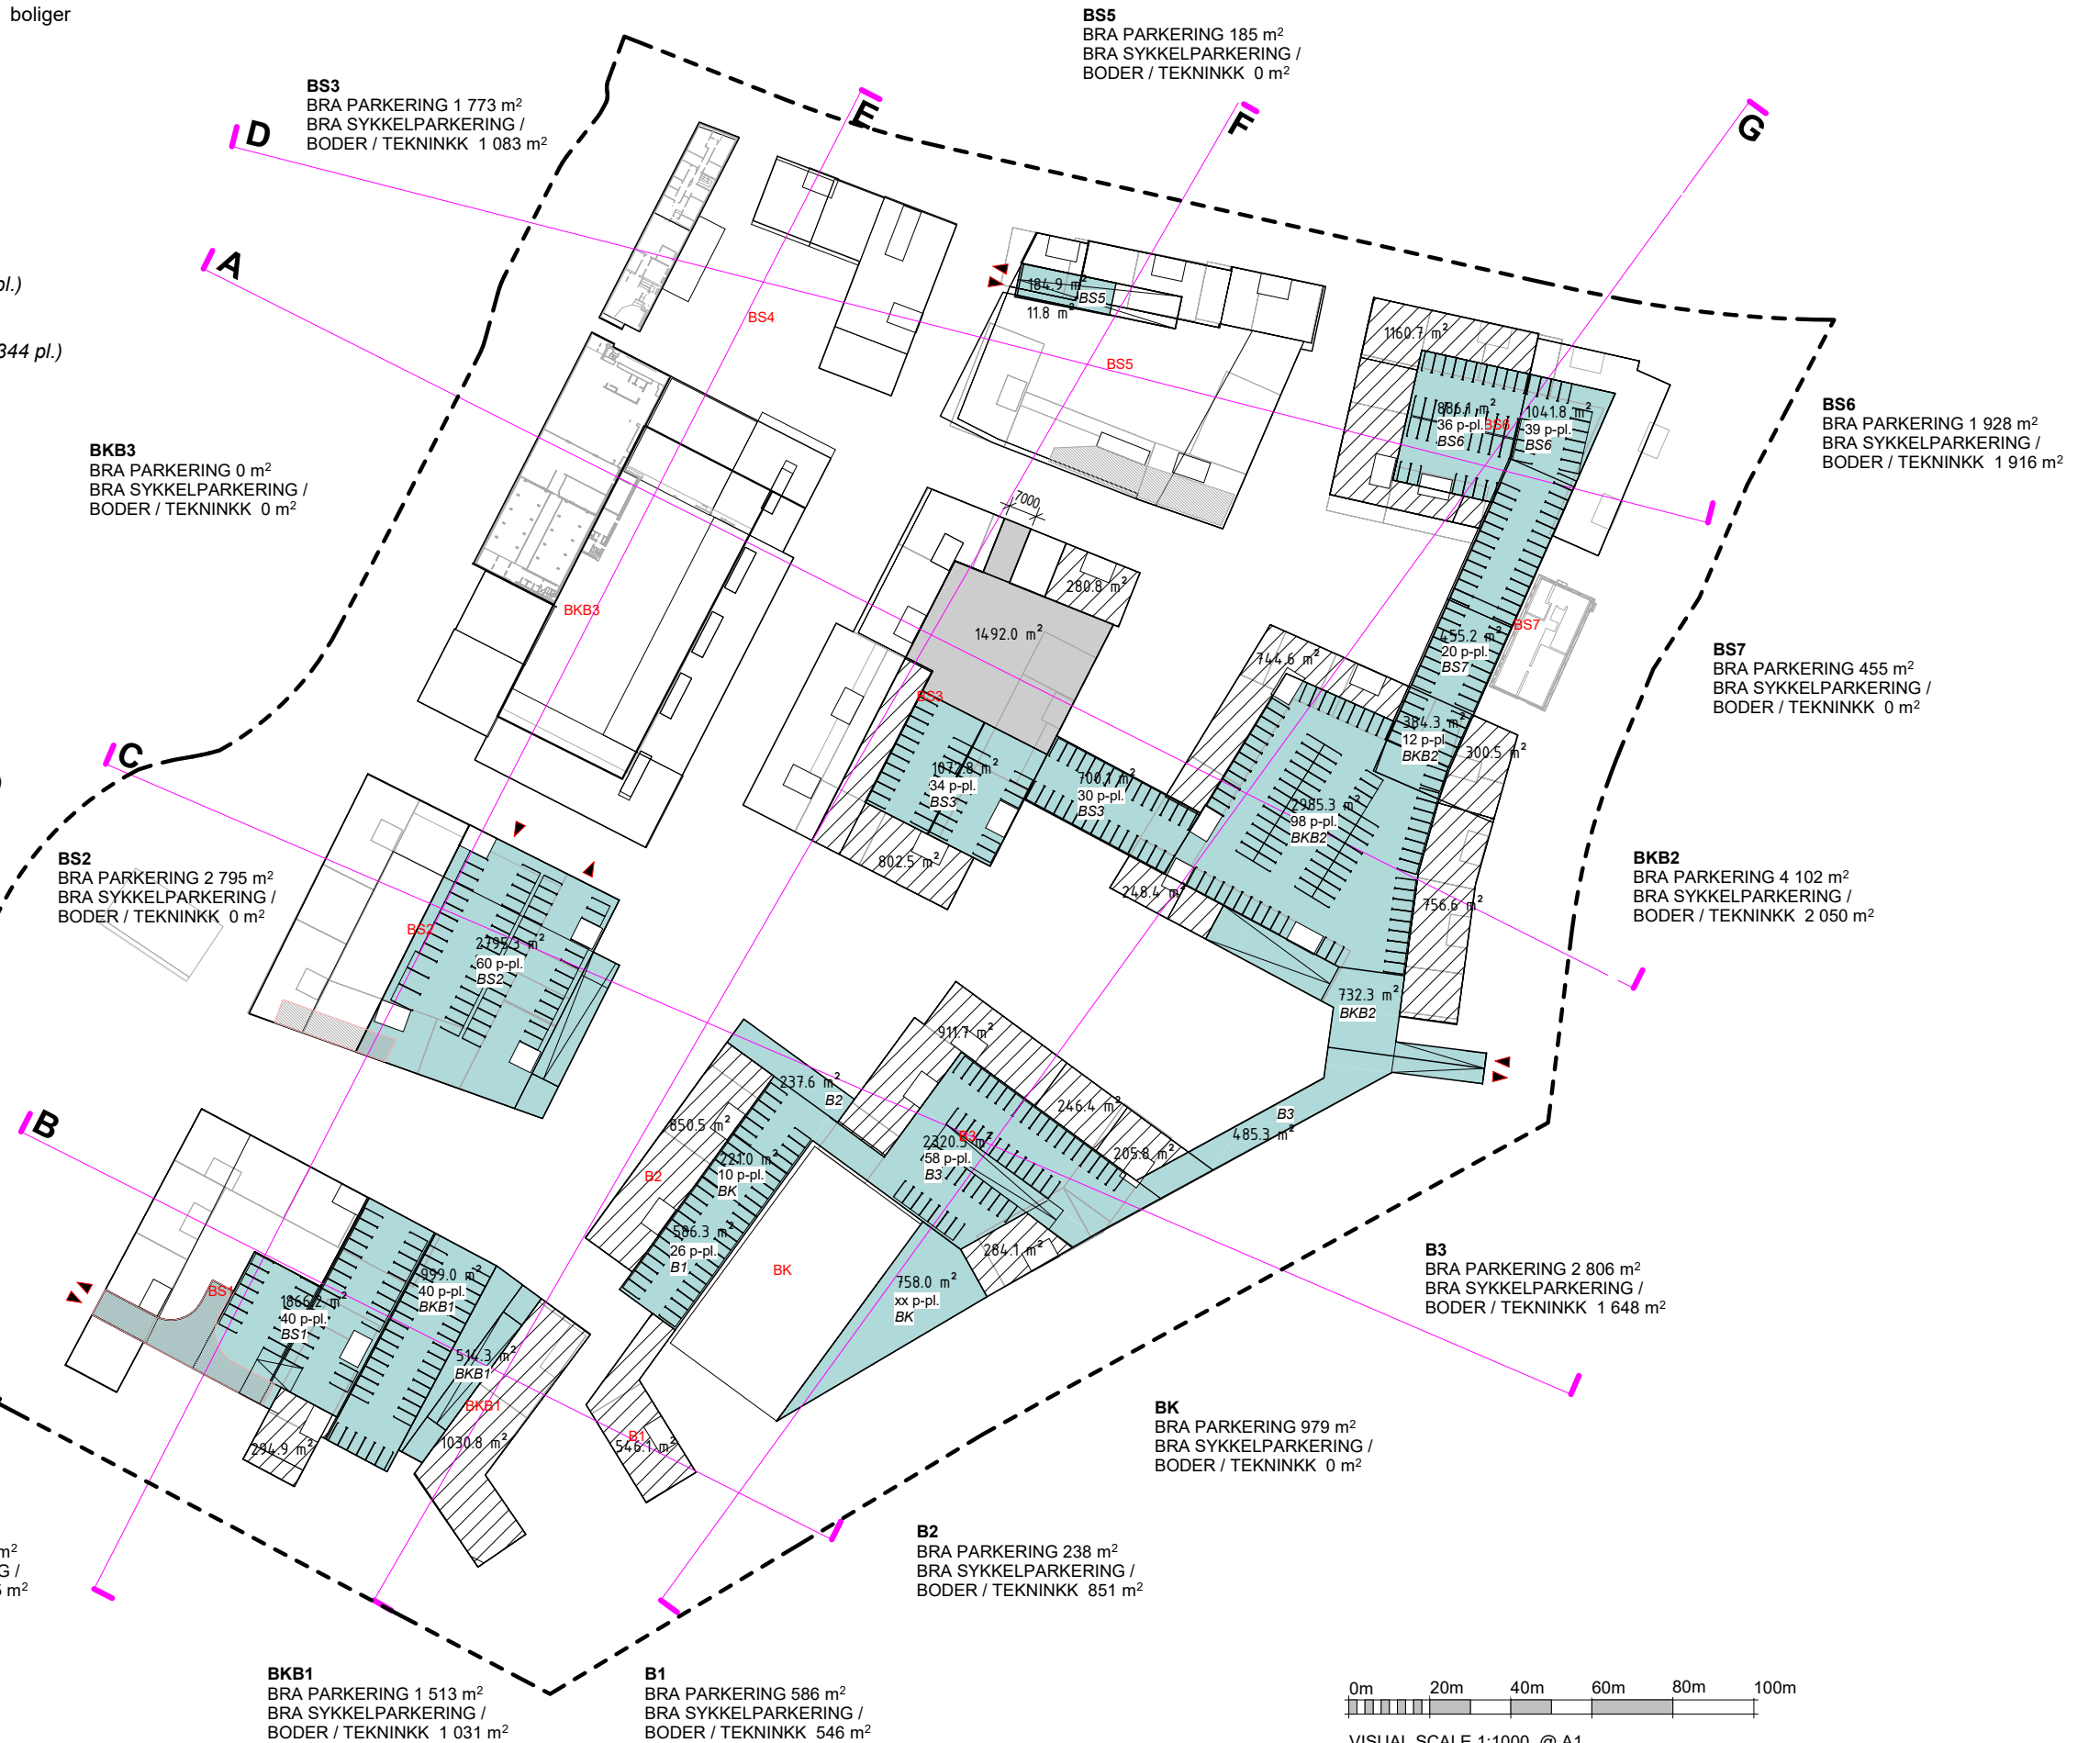 boliger
BS5
BRA PARKERING 185 m²
BRA SYKKELPARKERING /
BODER / TEKNINKK 0 m²
BS3
BRA PARKERING 1 773 m²
BRA SYKKELPARKERING /
BODER / TEKNINKK 1 083 m²
D
E
F
G
A
pl.)
344 pl.)
184.9 m²
BS5
11.8 m²
BS4
BS5
1160.7 m²
886.1 m²
36 p-pl.
BS6
BS6
1041.8 m²
39 p-pl.
BS6
BS6
BRA PARKERING 1 928 m²
BRA SYKKELPARKERING /
BODER / TEKNINKK 1 916 m²
BKB3
BRA PARKERING 0 m²
BRA SYKKELPARKERING /
BODER / TEKNINKK 0 m²
7000
280.8 m²
BKB3
1492.0 m²
455.2 m²
20 p-pl.
BS7
BS7
BS7
BRA PARKERING 455 m²
BRA SYKKELPARKERING /
BODER / TEKNINKK 0 m²
744.6 m²
BS3
384.3 m²
12 p-pl.
BKB2
300.5 m²
C
1072.8 m²
34 p-pl.
BS3
700.1 m²
30 p-pl.
BS3
2985.3 m²
98 p-pl.
BKB2
802.5 m²
248.4 m²
756.6 m²
BS2
BRA PARKERING 2 795 m²
BRA SYKKELPARKERING /
BODER / TEKNINKK 0 m²
BKB2
BRA PARKERING 4 102 m²
BRA SYKKELPARKERING /
BODER / TEKNINKK 2 050 m²
BS2
2795.3 m²
60 p-pl.
BS2
732.3 m²
BKB2
911.7 m²
237.6 m²
B2
246.4 m²
B3
485.3 m²
B
850.5 m²
221.0 m²
10 p-pl.
BK
B2
B3
2320.5 m²
58 p-pl.
B3
205.8 m²
586.3 m²
26 p-pl.
B1
284.1 m²
BK
758.0 m²
xx p-pl.
BK
B3
BRA PARKERING 2 806 m²
BRA SYKKELPARKERING /
BODER / TEKNINKK 1 648 m²
BS1
1866.2 m²
40 p-pl.
BS1
999.0 m²
40 p-pl.
BKB1
514.3 m²
BKB1
BKB1
1030.8 m²
294.9 m²
B1
546.1 m²
BK
BRA PARKERING 979 m²
BRA SYKKELPARKERING /
BODER / TEKNINKK 0 m²
B2
BRA PARKERING 238 m²
BRA SYKKELPARKERING /
BODER / TEKNINKK 851 m²
m²
G /
m²
BKB1
BRA PARKERING 1 513 m²
BRA SYKKELPARKERING /
BODER / TEKNINKK 1 031 m²
B1
BRA PARKERING 586 m²
BRA SYKKELPARKERING /
BODER / TEKNINKK 546 m²
0m 20m 40m 60m 80m 100m
VISUAL SCALE 1:1000 @ A1